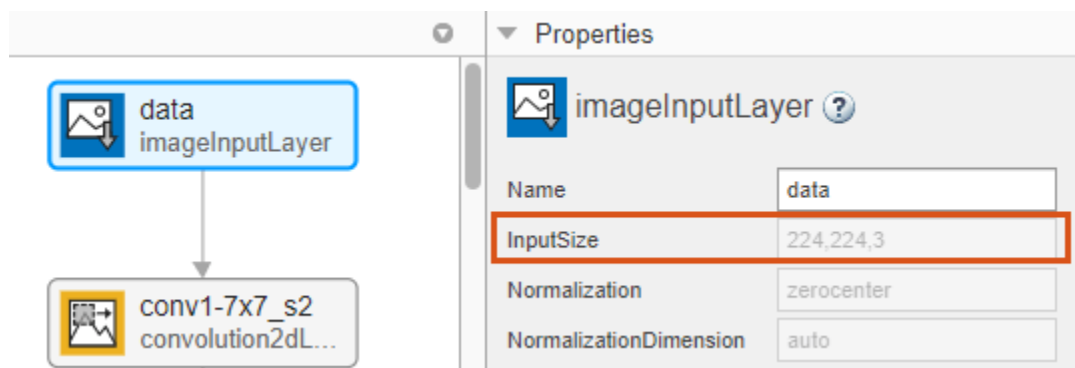 data
imageInputLayer
conv1-7x7_s2
convolution2dL...
Properties
imageInputLayer ?
Name data
InputSize 224,224,3
Normalization zerocenter
NormalizationDimension auto